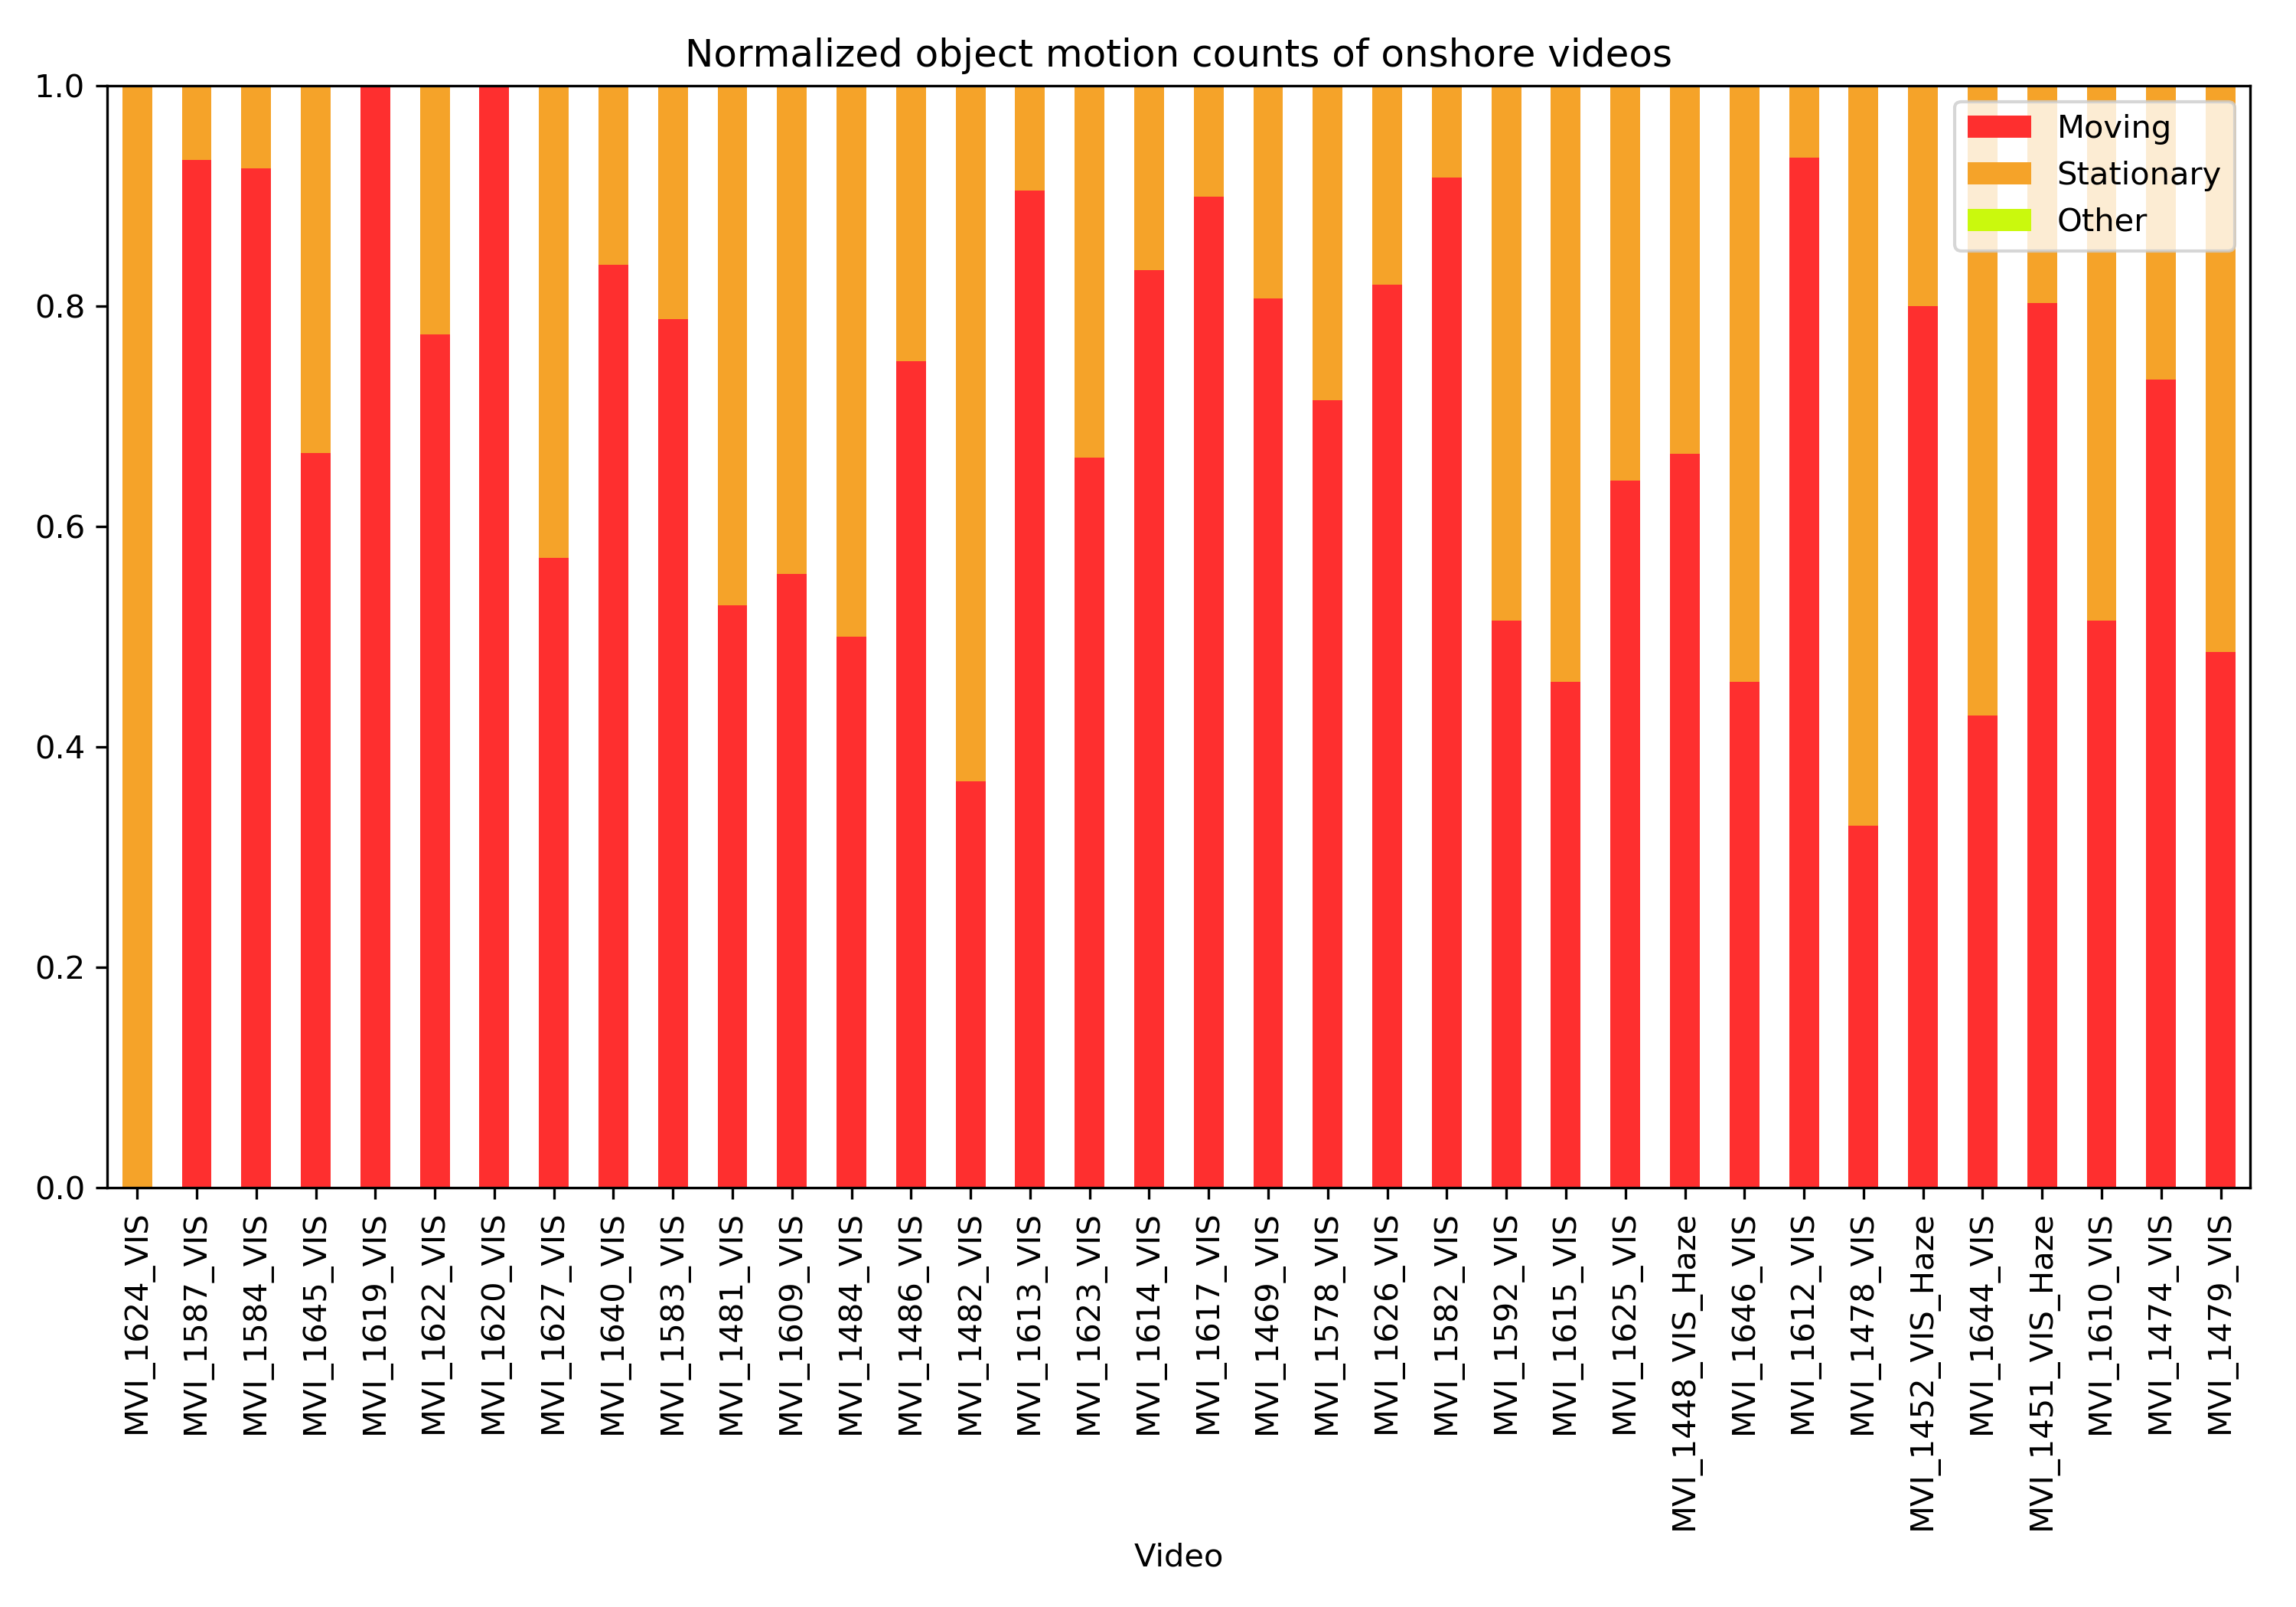 Normalized object motion counts of onshore videos
1.0
0.8
0.6
0.4
0.2
0.0
Moving
Stationary
Other
MVI_1624_VIS
MVI_1587_VIS
MVI_1584_VIS
MVI_1645_VIS
MVI_1619_VIS
MVI_1622_VIS
MVI_1620_VIS
MVI_1627_VIS
MVI_1640_VIS
MVI_1583_VIS
MVI_1481_VIS
MVI_1609_VIS
MVI_1484_VIS
MVI_1486_VIS
MVI_1482_VIS
MVI_1613_VIS
MVI_1623_VIS
MVI_1614_VIS
MVI_1617_VIS
MVI_1469_VIS
MVI_1578_VIS
MVI_1626_VIS
MVI_1582_VIS
MVI_1592_VIS
MVI_1615_VIS
MVI_1625_VIS
MVI_1448_VIS_Haze
MVI_1646_VIS
MVI_1612_VIS
MVI_1478_VIS
MVI_1452_VIS_Haze
MVI_1644_VIS
MVI_1451_VIS_Haze
MVI_1610_VIS
MVI_1474_VIS
MVI_1479_VIS
Video